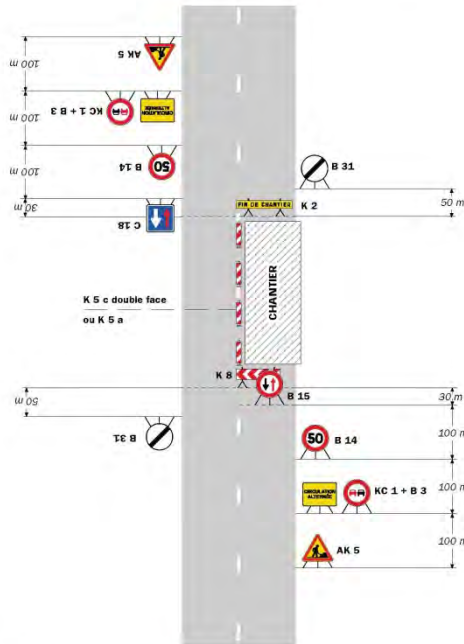 100 m
AK 5
100 m
KC 1 + B 3
CIRCULATION
ALTERNÉE
100 m
B 14
50
30 m
C 18
B 31
50 m
FIN DE CHANTIER
K 2
CHANTIER
K 5 c double face
ou K 5 a
K 8
B 15
50 m
B 31
30 m
50
B 14
100 m
CIRCULATION
ALTERNÉE
KC 1 + B 3
100 m
AK 5
100 m